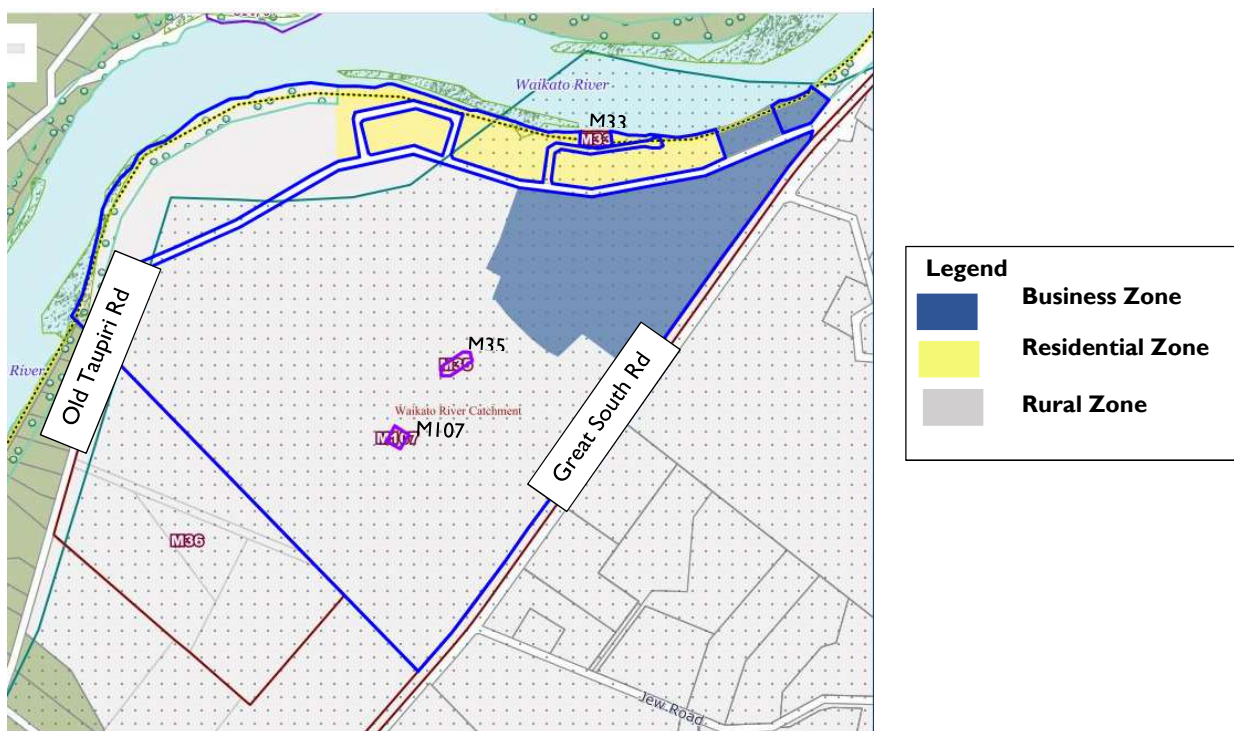 Waikato River
M33
M33
River
Old Taupiri Rd
M35
M35
Great South Rd
Waikato River Catchment
M107
M107
M36
Jew Road
Legend
Business Zone
Residential Zone
Rural Zone